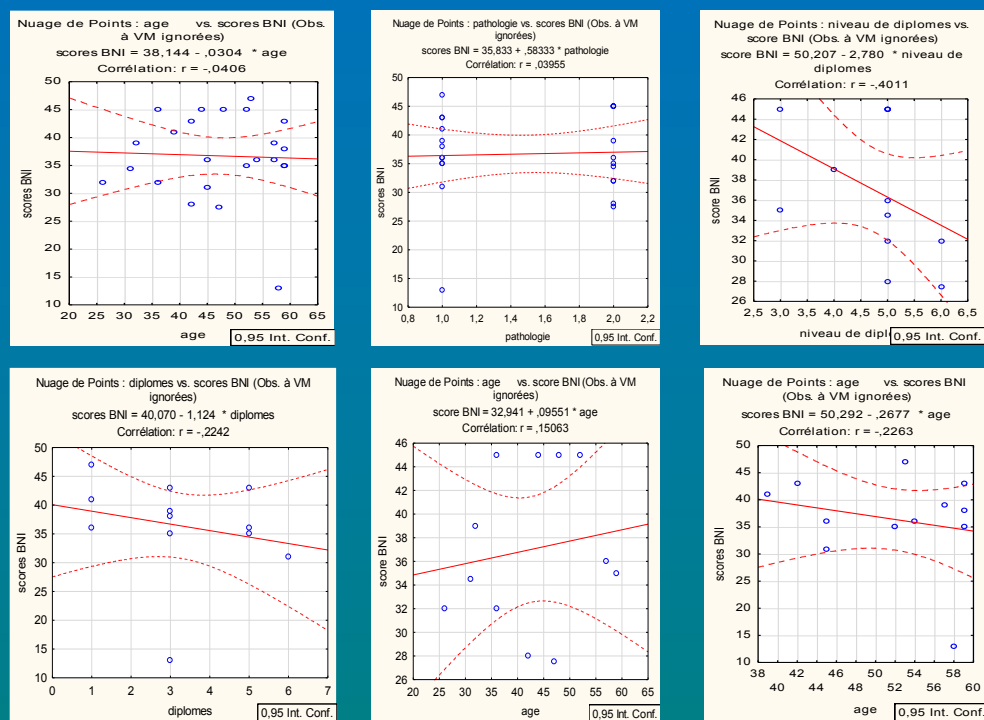 Nuage de Points : age vs. scores BNI (Obs.
à VM ignorées)
scores BNI = 38,144 - ,0304 * age
Corrélation: r = -,0406
scores BNI
50
45
40
35
30
25
20
15
10
20 25 30 35 40 45 50 55 60 65
age
0,95 Int. Conf.
Nuage de Points : pathologie vs. scores BNI (Obs. à VM
ignorées)
scores BNI = 35,833 + ,58333 * pathologie
Corrélation: r = ,03955
scores BNI
50
45
40
35
30
25
20
15
10
0,8 1,0 1,2 1,4 1,6 1,8 2,0 2,2
pathologie
0,95 Int. Conf.
Nuage de Points : niveau de diplomes vs.
score BNI (Obs. à VM ignorées)
score BNI = 50,207 - 2,780 * niveau de
diplomes
Corrélation: r = -,4011
score BNI
46
44
42
40
38
36
34
32
30
28
26
2,5 3,0 3,5 4,0 4,5 5,0 5,5 6,0 6,5
niveau de diplo
0,95 Int. Conf.
Nuage de Points : diplomes vs. scores BNI (Obs. à VM
ignorées)
scores BNI = 40,070 - 1,124 * diplomes
Corrélation: r = -,2242
scores BNI
50
45
40
35
30
25
20
15
10
0 1 2 3 4 5 6 7
diplomes
0,95 Int. Conf.
Nuage de Points : age vs. score BNI (Obs. à VM
ignorées)
score BNI = 32,941 + ,09551 * age
Corrélation: r = ,15063
score BNI
46
44
42
40
38
36
34
32
30
28
26
20 25 30 35 40 45 50 55 60 65
age
0,95 Int. Conf.
Nuage de Points : age vs. scores BNI
(Obs. à VM ignorées)
scores BNI = 50,292 - ,2677 * age
Corrélation: r = -,2263
scores BNI
50
45
40
35
30
25
20
15
10
38 42 46 50 54 58
40 44 48 52 56 60
age
0,95 Int. Conf.